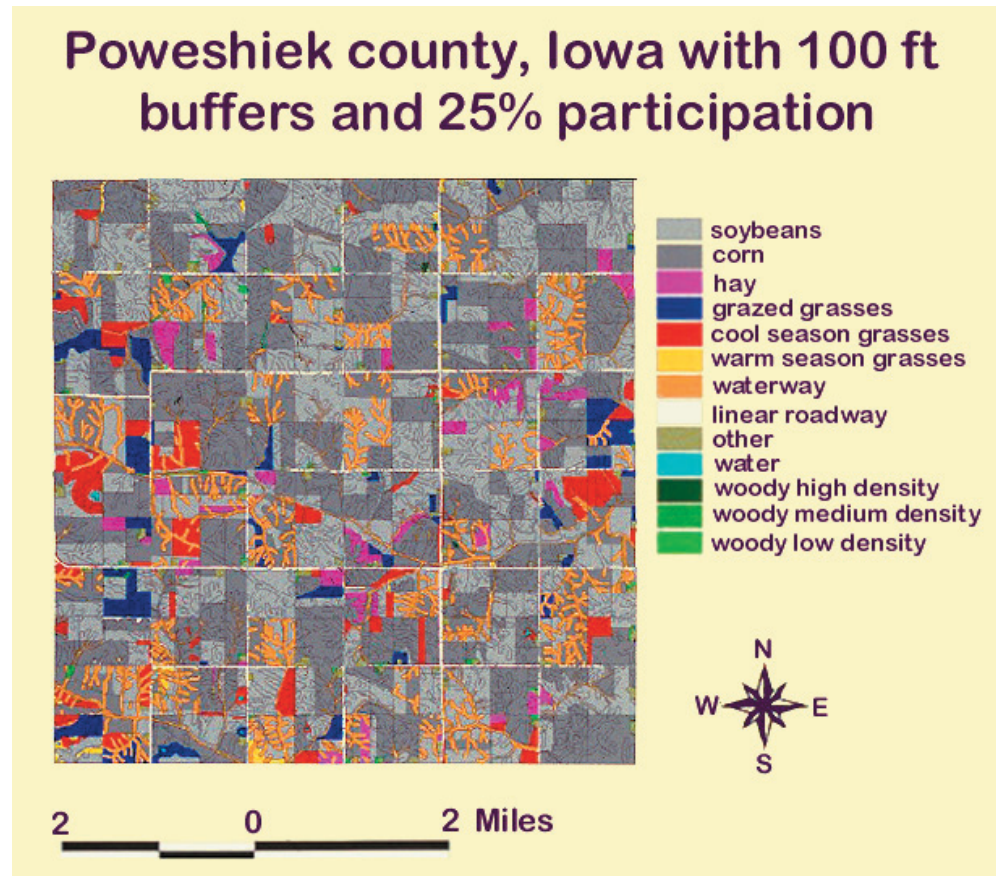 Poweshiek county, Iowa with 100 ft
buffers and 25% participation
soybeans
corn
hay
grazed grasses
cool season grasses
warm season grasses
waterway
linear roadway
other
water
woody high density
woody medium density
woody low density
N
W E
S
2 0 2 Miles